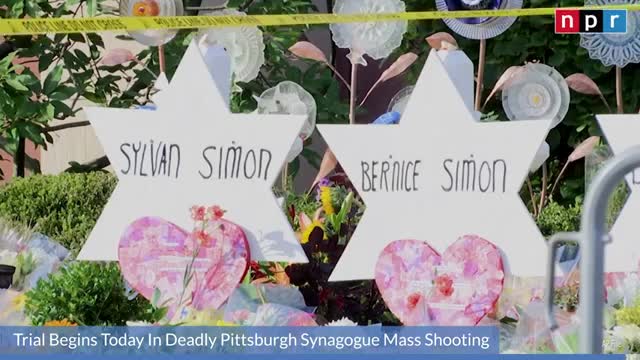 npr
SYLVAN SIMON
BERNICE SIMON
Trial Begins Today In Deadly Pittsburgh Synagogue Mass Shooting